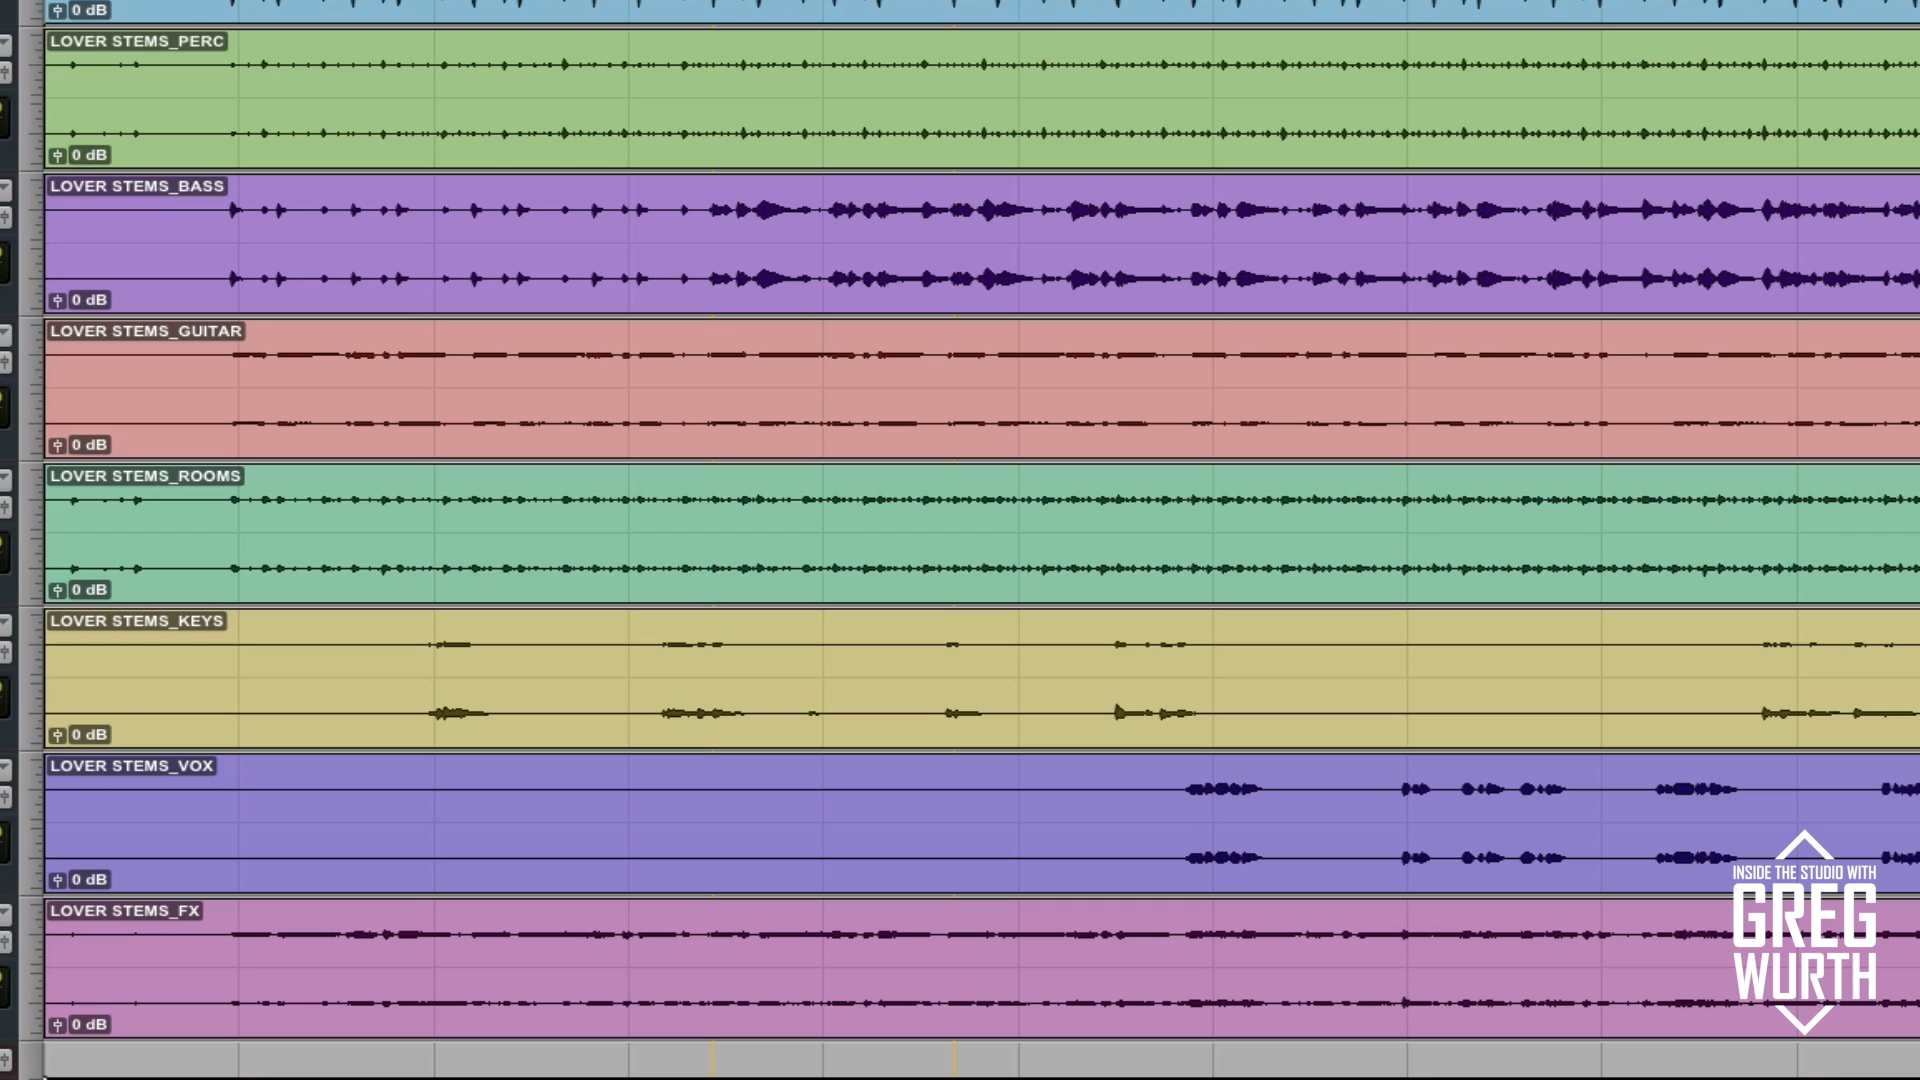 0 dB
LOVER STEMS_PERC
0 dB
LOVER STEMS_BASS
0 dB
LOVER STEMS_GUITAR
0 dB
LOVER STEMS_ROOMS
0 dB
LOVER STEMS_KEYS
0 dB
LOVER STEMS_VOX
0 dB
LOVER STEMS_FX
0 dB
INSIDE THE STUDIO WITH
GREG
WURTH